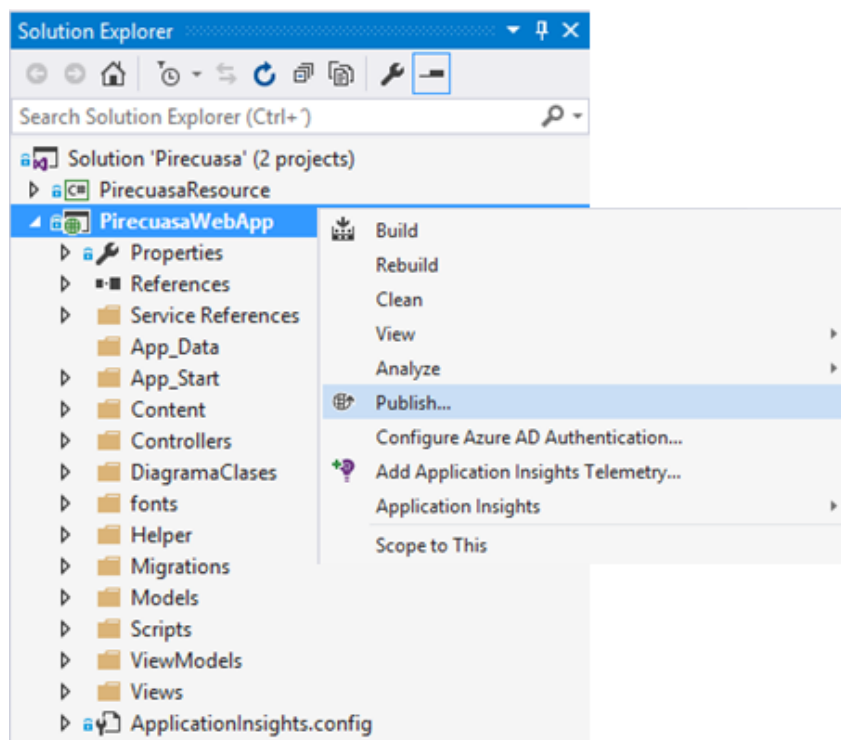 Solution Explorer
Search Solution Explorer (Ctrl+´)
Solution 'Pirecuasa' (2 projects)
C# PirecuasaResource
PirecuasaWebApp
Properties
References
Service References
App_Data
App_Start
Content
Controllers
DiagramaClases
fonts
Helper
Migrations
Models
Scripts
ViewModels
Views
ApplicationInsights.config
Build
Rebuild
Clean
View
Analyze
Publish...
Configure Azure AD Authentication...
Add Application Insights Telemetry...
Application Insights
Scope to This